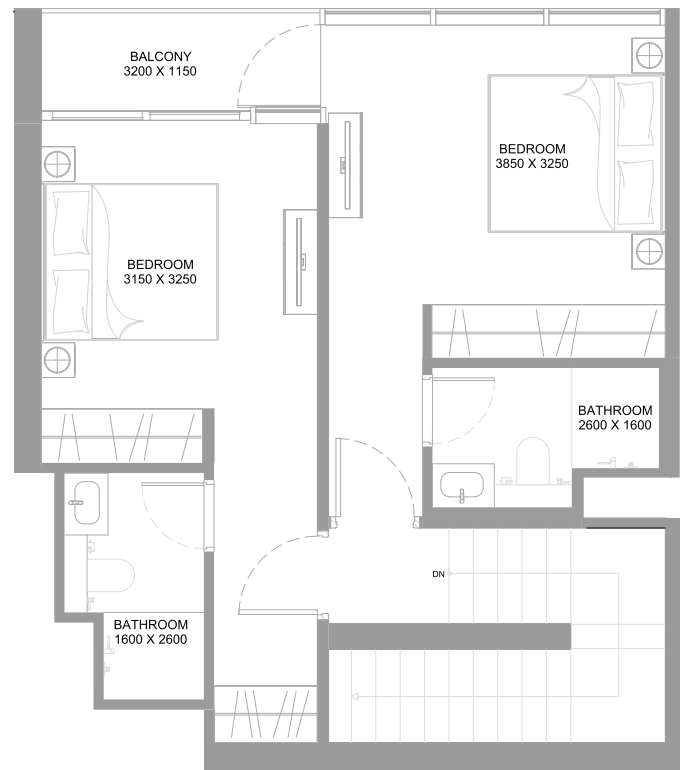 BALCONY
3200 X 1150
BEDROOM
3850 X 3250
BEDROOM
3150 X 3250
BATHROOM
2600 X 1600
DN
BATHROOM
1600 X 2600